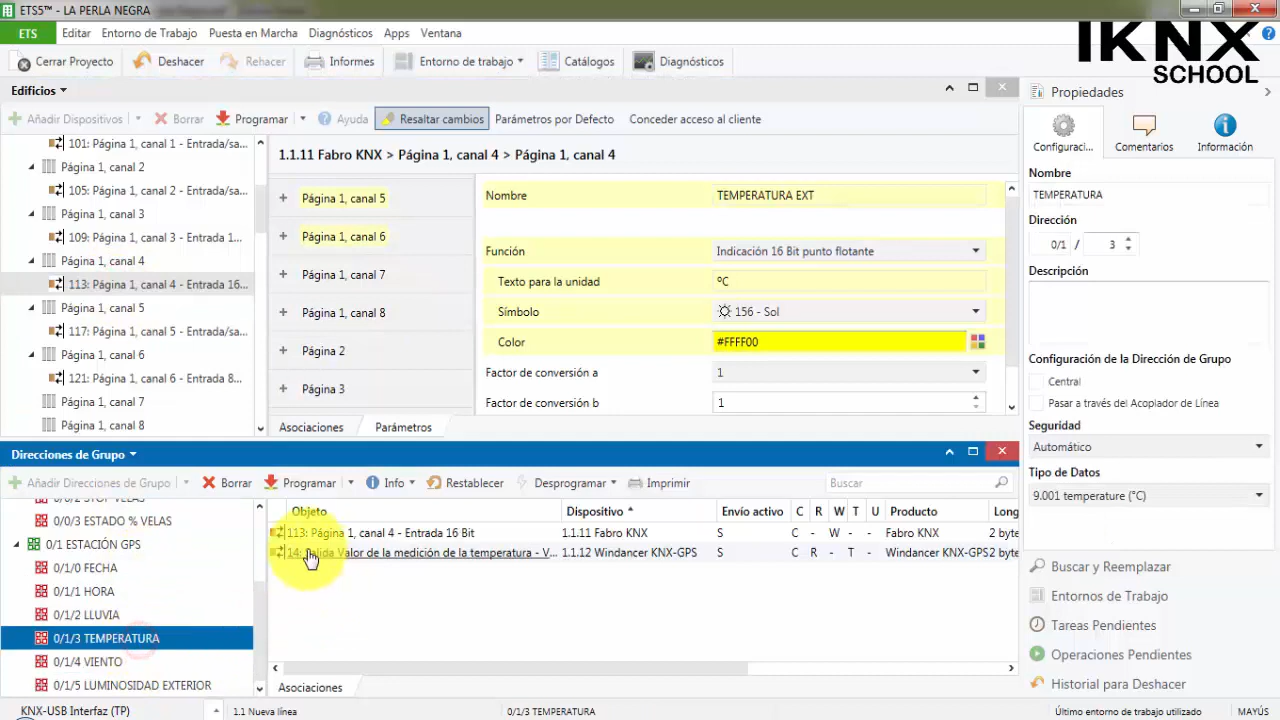 ETS5™ - LA PERLA NEGRA
ETS Editar Entorno de Trabajo Puesta en Marcha Diagnósticos Apps Ventana
IKNX
SCHOOL
Cerrar Proyecto Deshacer Rehacer Informes Entorno de trabajo Catálogos Diagnósticos
Edificios
Añadir Dispositivos Borrar Programar Ayuda Resaltar cambios Parámetros por Defecto Conceder acceso al cliente
101: Página 1, canal 1 - Entrada/sa...
Página 1, canal 2
105: Página 1, canal 2 - Entrada/sa...
Página 1, canal 3
109: Página 1, canal 3 - Entrada 1...
Página 1, canal 4
113: Página 1, canal 4 - Entrada 16...
Página 1, canal 5
117: Página 1, canal 5 - Entrada/sa...
Página 1, canal 6
121: Página 1, canal 6 - Entrada 8...
Página 1, canal 7
Página 1, canal 8
1.1.11 Fabro KNX > Página 1, canal 4 > Página 1, canal 4
Página 1, canal 5
Página 1, canal 6
Página 1, canal 7
Página 1, canal 8
Página 2
Página 3
Nombre TEMPERATURA EXT
Función Indicación 16 Bit punto flotante
Texto para la unidad ºC
Símbolo 156 - Sol
Color #FFFF00
Factor de conversión a 1
Factor de conversión b 1
Asociaciones Parámetros
Direcciones de Grupo
Añadir Direcciones de Grupo Borrar Programar Info Restablecer Desprogramar Imprimir Buscar
0/0/2 STOP VELAS
0/0/3 ESTADO % VELAS
0/1 ESTACIÓN GPS
0/1/0 FECHA
0/1/1 HORA
0/1/2 LLUVIA
0/1/3 TEMPERATURA
0/1/4 VIENTO
0/1/5 LUMINOSIDAD EXTERIOR
Objeto Dispositivo Envío activo C R W T U Producto Long
113: Página 1, canal 4 - Entrada 16 Bit 1.1.11 Fabro KNX S C - W - - Fabro KNX 2 byte
14: Salida Valor de la medición de la temperatura - V... 1.1.12 Windancer KNX-GPS S C R - T - Windancer KNX-GPS 2 byte
Asociaciones
Propiedades
Configuraci... Comentarios Información
Nombre
TEMPERATURA
Dirección
0/1 / 3
Descripción
Configuración de la Dirección de Grupo
Central
Pasar a través del Acoplador de Línea
Seguridad
Automático
Tipo de Datos
9.001 temperature (°C)
Buscar y Reemplazar
Entornos de Trabajo
Tareas Pendientes
Operaciones Pendientes
Historial para Deshacer
KNX-USB Interfaz (TP) 1.1 Nueva línea 0/1/3 TEMPERATURA Último entorno de trabajo utilizado MAYÚS